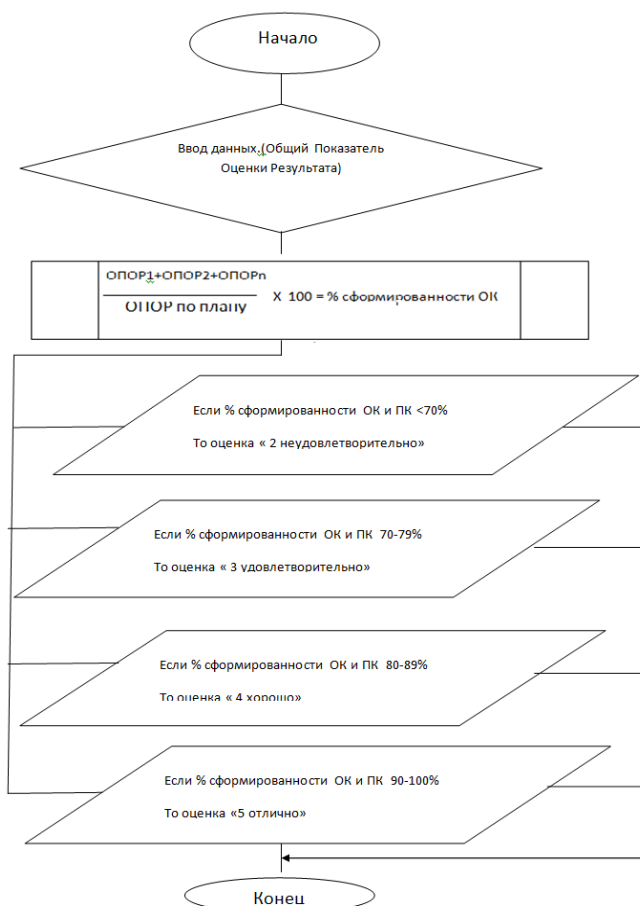 Начало
Ввод данных.(Общий Показатель
Оценки Результата)
ОПОР1+ОПОР2+ОПОРn
ОПОР по плану
Х 100 = % сформированности ОК
Если % сформированности ОК и ПК <70%
То оценка « 2 неудовлетворительно»
Если % сформированности ОК и ПК 70-79%
То оценка « 3 удовлетворительно»
Если % сформированности ОК и ПК 80-89%
То оценка « 4 хорошо»
Если % сформированности ОК и ПК 90-100%
То оценка «5 отлично»
Конец